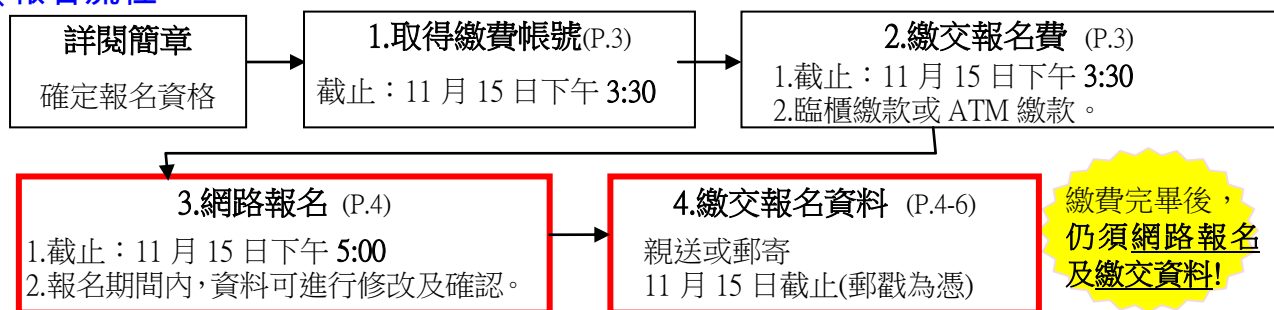 報名流程
詳閱簡章
確定報名資格
1.取得繳費帳號(P.3)
截止：11 月 15 日下午 3:30
2.繳交報名費 (P.3)
1.截止：11 月 15 日下午 3:30
2.臨櫃繳款或 ATM 繳款。
3.網路報名 (P.4)
1.截止：11 月 15 日下午 5:00
2.報名期間內，資料可進行修改及確認。
4.繳交報名資料 (P.4-6)
親送或郵寄
11 月 15 日截止(郵戳為憑)
繳費完畢後，
仍須網路報名
及繳交資料!